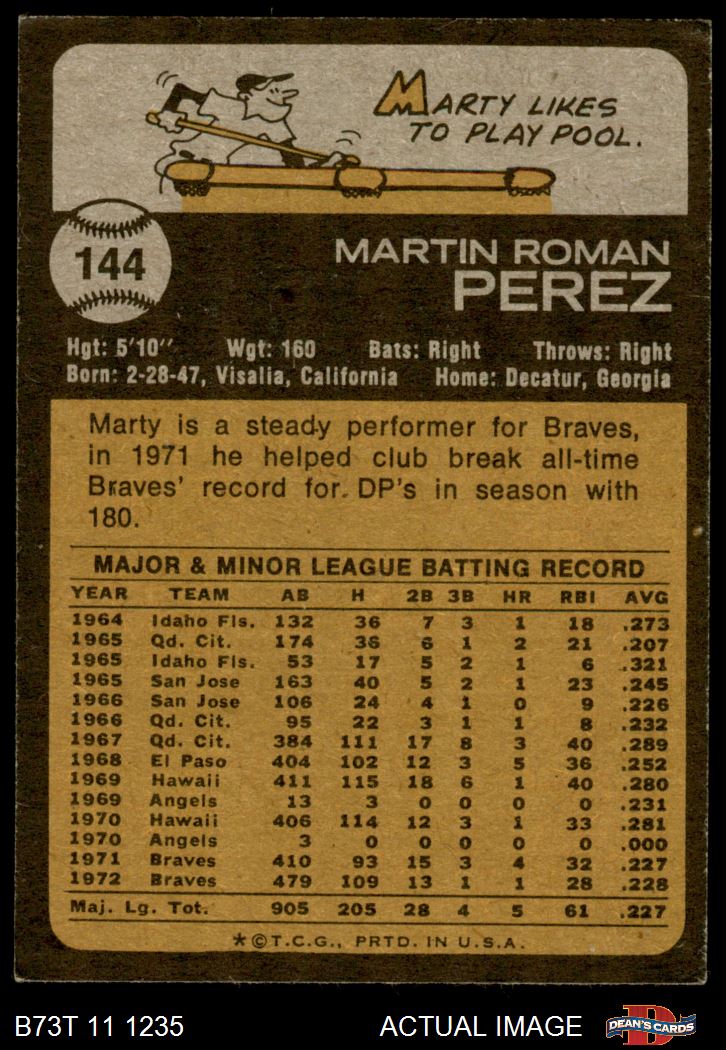 MARTY LIKES
TO PLAY POOL.
144
MARTIN ROMAN
PEREZ
Hgt: 5'10" Wgt: 160 Bats: Right Throws: Right
Born: 2-28-47, Visalia, California Home: Decatur, Georgia
Marty is a steady performer for Braves,
in 1971 he helped club break all-time
Braves' record for. DP's in season with
180.
MAJOR & MINOR LEAGUE BATTING RECORD
YEAR TEAM AB H 2B 3B HR RBI AVG
1964 Idaho Fls. 132 36 7 3 1 18 .273
1965 Qd. Cit. 174 36 6 1 2 21 .207
1965 Idaho Fls. 53 17 5 2 1 6 .321
1965 San Jose 163 40 5 2 1 23 .245
1966 San Jose 106 24 4 1 0 9 .226
1966 Qd. Cit. 95 22 3 1 1 8 .232
1967 Qd. Cit. 384 111 17 8 3 40 .289
1968 El Paso 404 102 12 3 5 36 .252
1969 Hawaii 411 115 18 6 1 40 .280
1969 Angels 13 3 0 0 0 0 .231
1970 Hawaii 406 114 12 3 1 33 .281
1970 Angels 3 0 0 0 0 0 .000
1971 Braves 410 93 15 3 4 32 .227
1972 Braves 479 109 13 1 1 28 .228
Maj. Lg. Tot. 905 205 28 4 5 61 .227
*©T.C.G., PRTD. IN U.S.A.
B73T 11 1235 ACTUAL IMAGE D DEAN'S CARDS